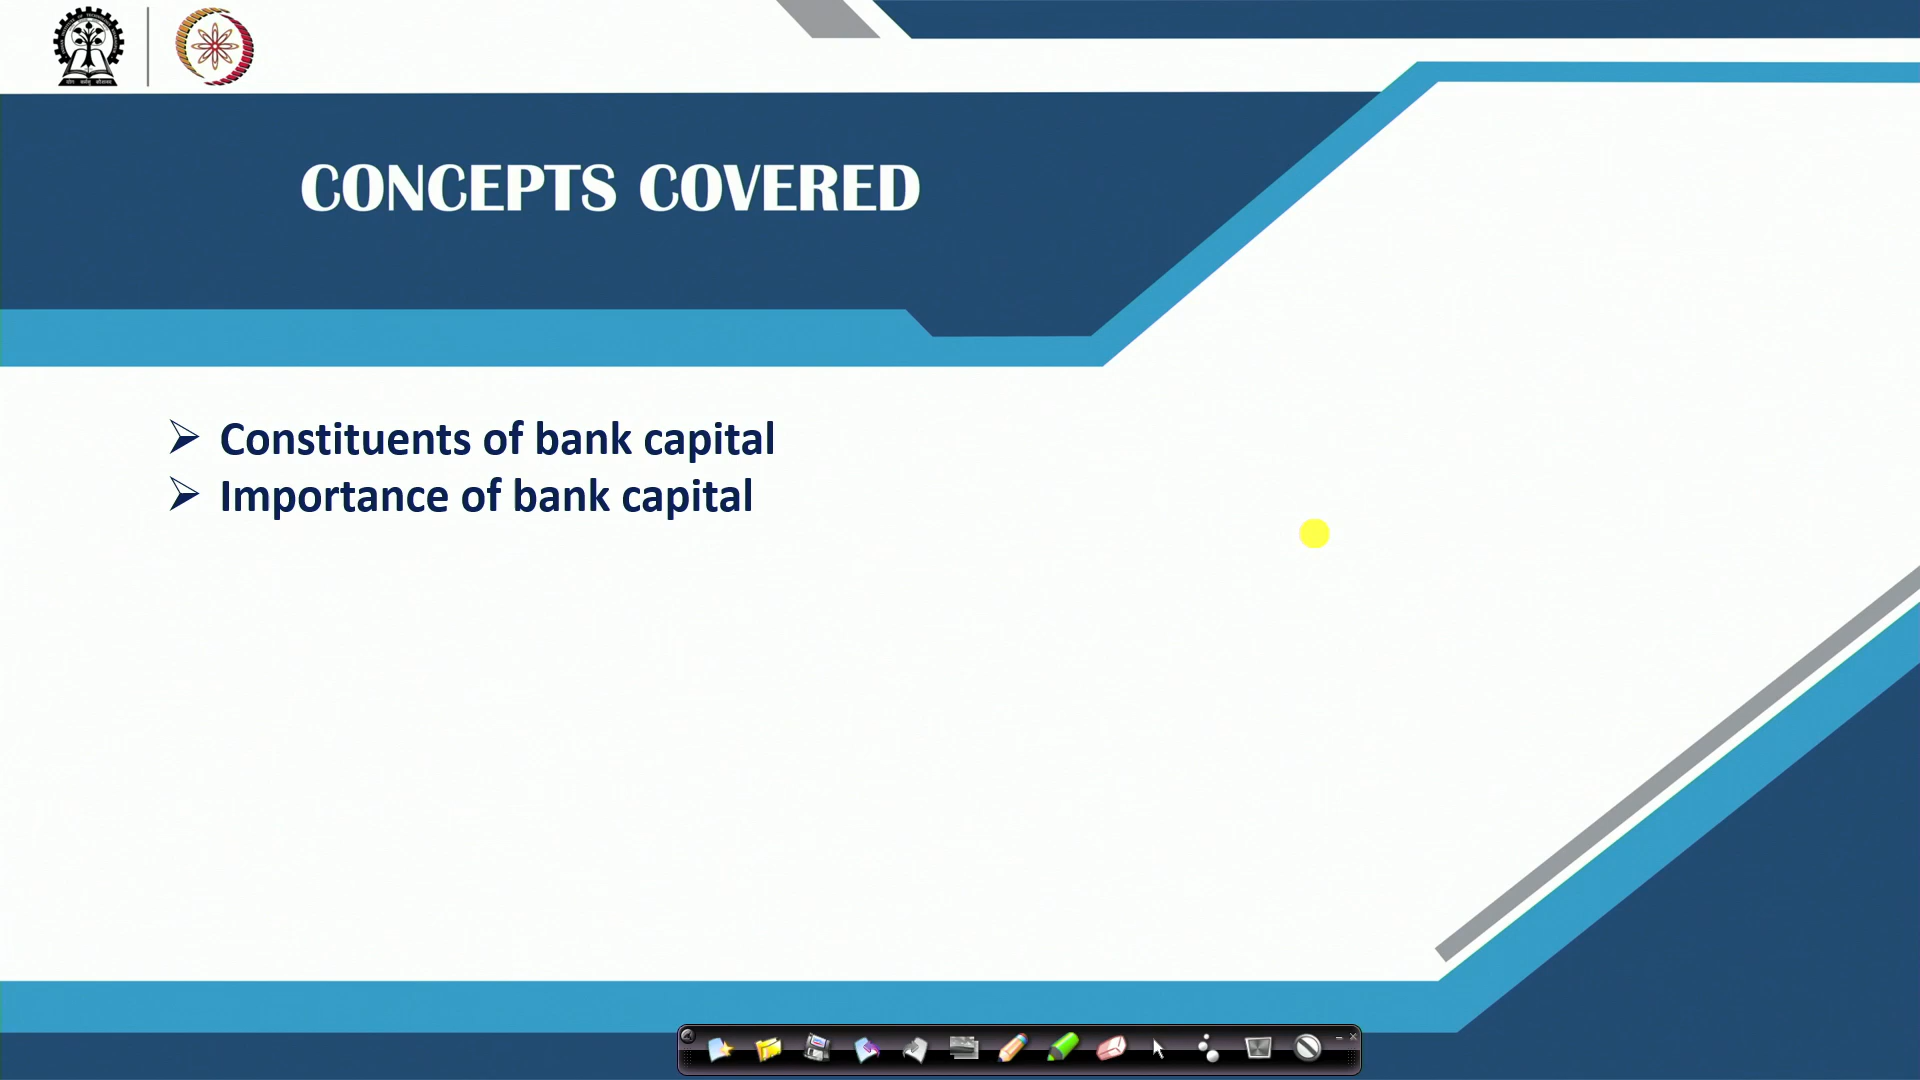 CONCEPTS COVERED
Constituents of bank capital
Importance of bank capital